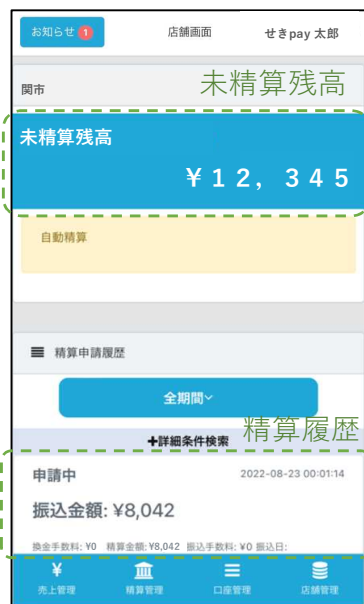 お知らせ 1 店舗画面 せきpay 太郎
関市 未精算残高
未精算残高
¥12, 345
自動精算
精算申請履歴
全期間
精算履歴
+詳細条件検索
申請中 2022-08-23 00:01:14
振込金額: ¥8,042
換金手数料: ¥0 精算金額: ¥8,042 振込手数料: ¥0 振込日:
売上管理 精算管理 口座管理 店舗管理